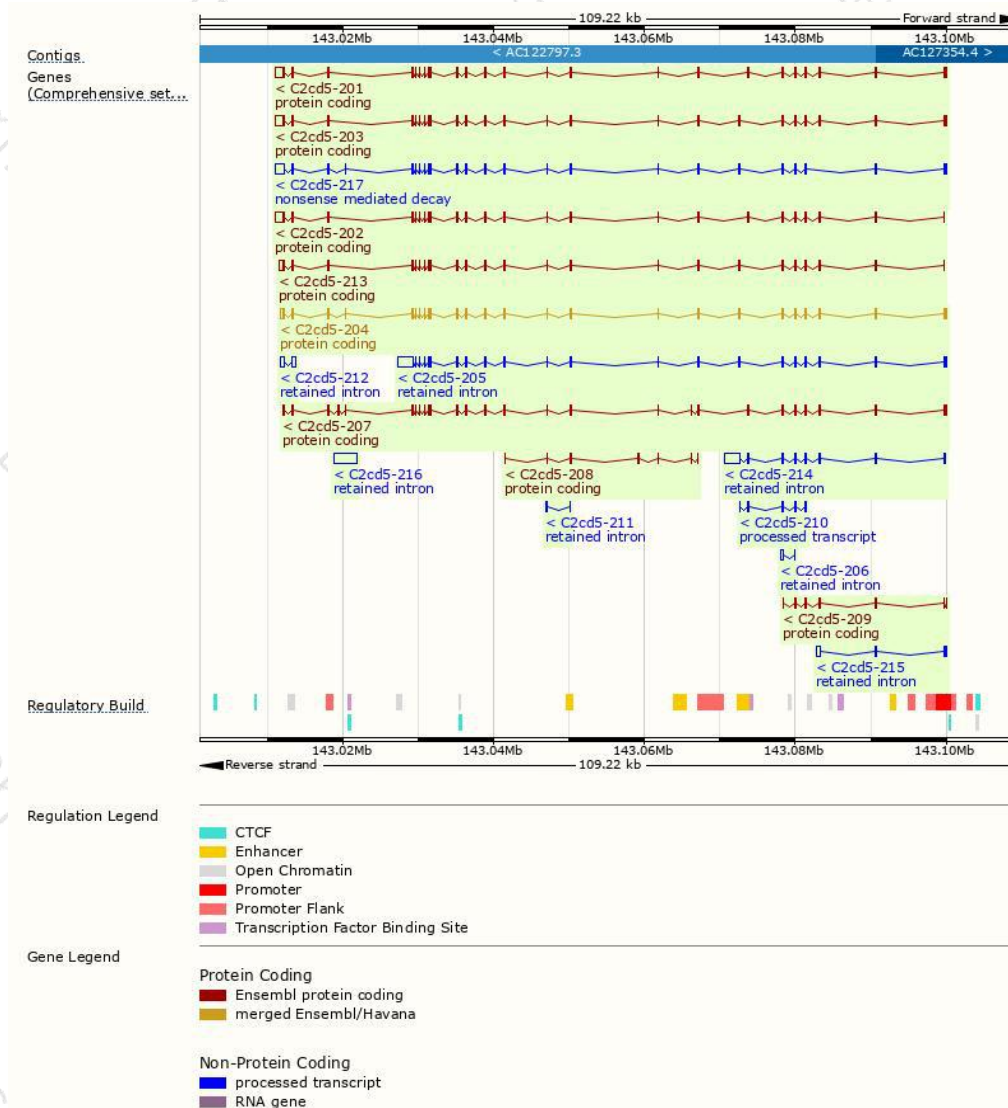 109.22 kb
Forward strand
143.02Mb 143.04Mb 143.06Mb 143.08Mb 143.10Mb
Contigs
< AC122797.3
AC127354.4 >
Genes
(Comprehensive set...
< C2cd5-201
protein coding
< C2cd5-203
protein coding
< C2cd5-217
nonsense mediated decay
< C2cd5-202
protein coding
< C2cd5-213
protein coding
< C2cd5-204
protein coding
< C2cd5-212 < C2cd5-205
retained intron retained intron
< C2cd5-207
protein coding
< C2cd5-216 < C2cd5-208 < C2cd5-214
retained intron protein coding retained intron
< C2cd5-211 < C2cd5-210
retained intron processed transcript
< C2cd5-206
retained intron
< C2cd5-209
protein coding
< C2cd5-215
retained intron
Regulatory Build
143.02Mb 143.04Mb 143.06Mb 143.08Mb 143.10Mb
Reverse strand
109.22 kb
Regulation Legend
CTCF
Enhancer
Open Chromatin
Promoter
Promoter Flank
Transcription Factor Binding Site
Gene Legend
Protein Coding
Ensembl protein coding
merged Ensembl/Havana
Non-Protein Coding
processed transcript
RNA gene